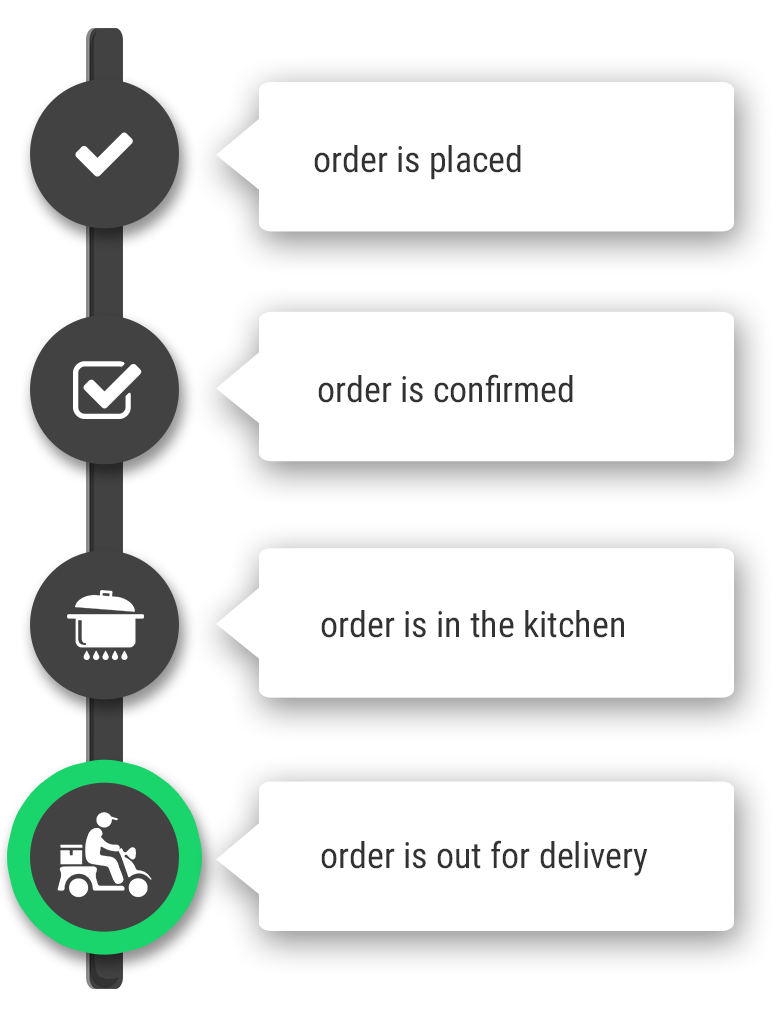 order is placed
order is confirmed
order is in the kitchen
order is out for delivery